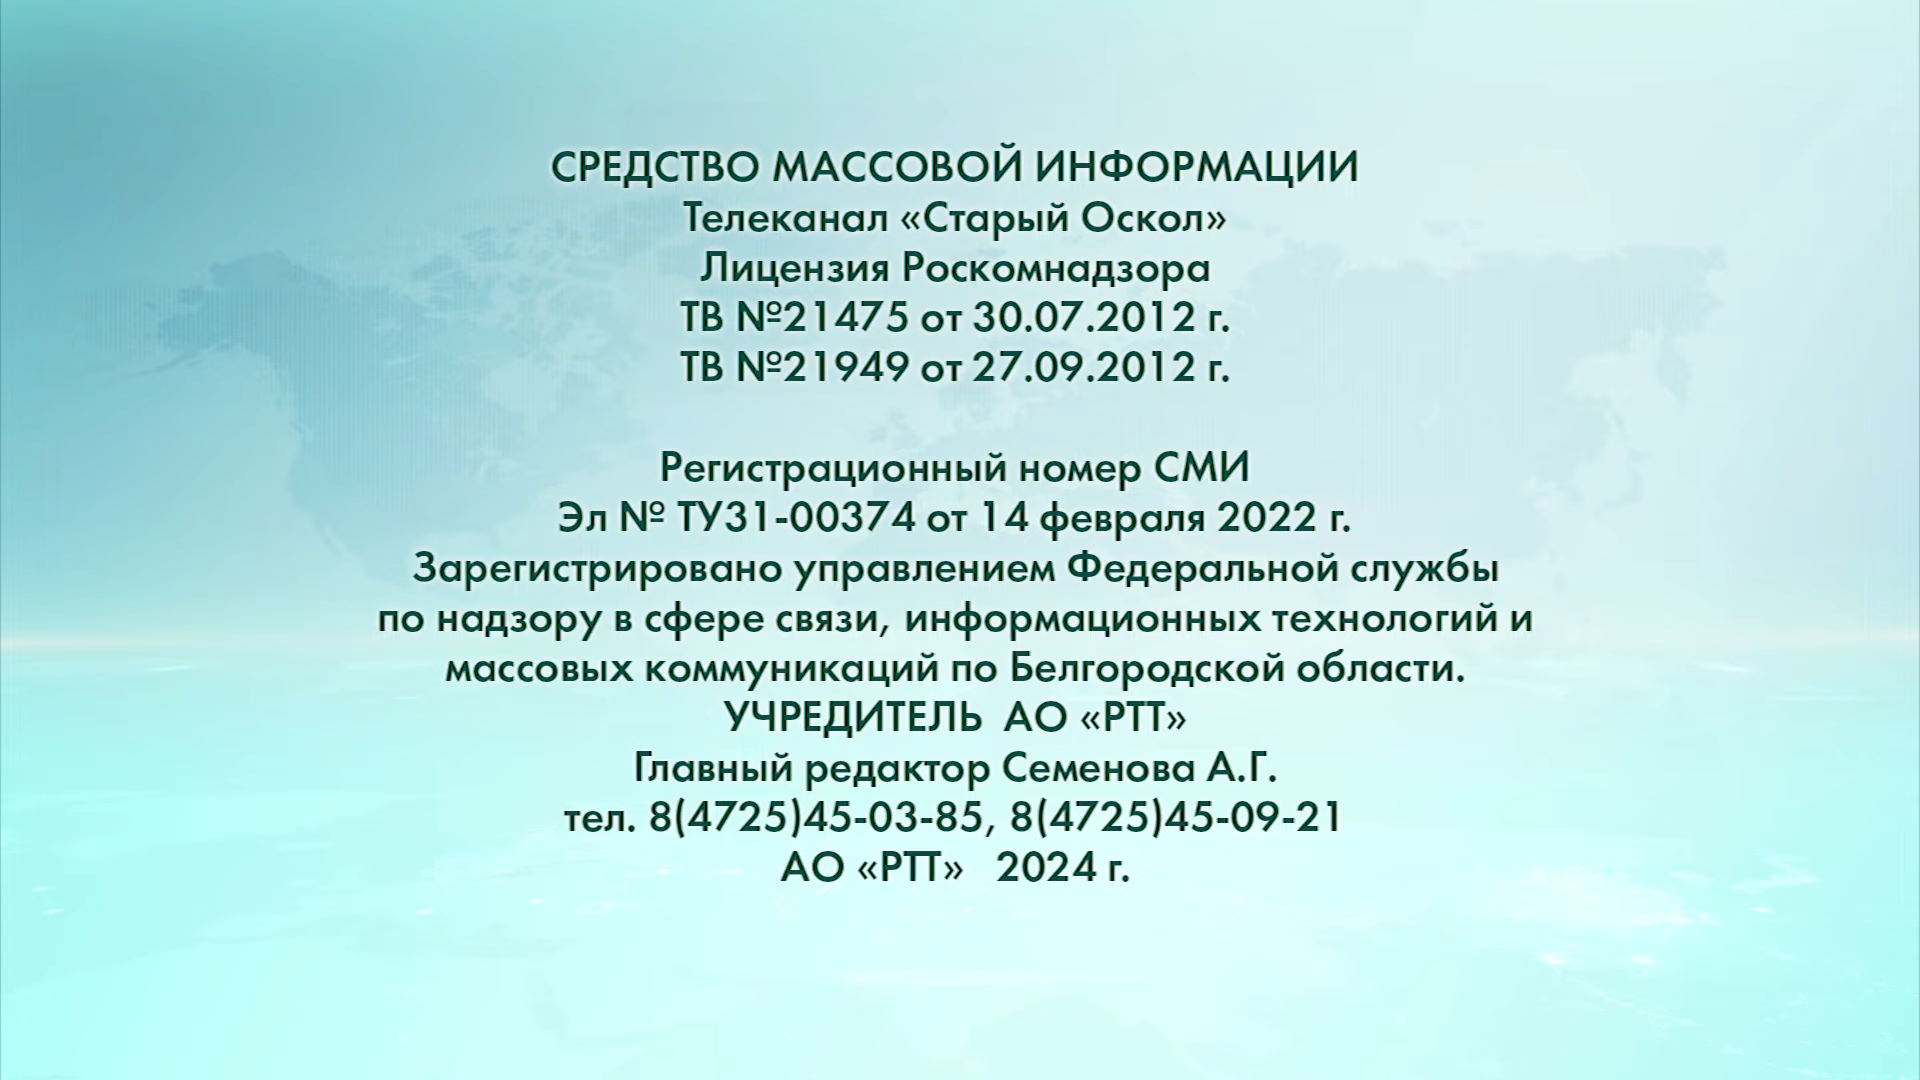 СРЕДСТВО МАССОВОЙ ИНФОРМАЦИИ
Телеканал «Старый Оскол»
Лицензия Роскомнадзора
ТВ №21475 от 30.07.2012 г.
ТВ №21949 от 27.09.2012 г.
Регистрационный номер СМИ
Эл № ТУ31-00374 от 14 февраля 2022 г.
Зарегистрировано управлением Федеральной службы
по надзору в сфере связи, информационных технологий и
массовых коммуникаций по Белгородской области.
УЧРЕДИТЕЛЬ  АО «РТТ»
Главный редактор Семенова А.Г.
тел. 8(4725)45-03-85, 8(4725)45-09-21
АО «РТТ»   2024 г.